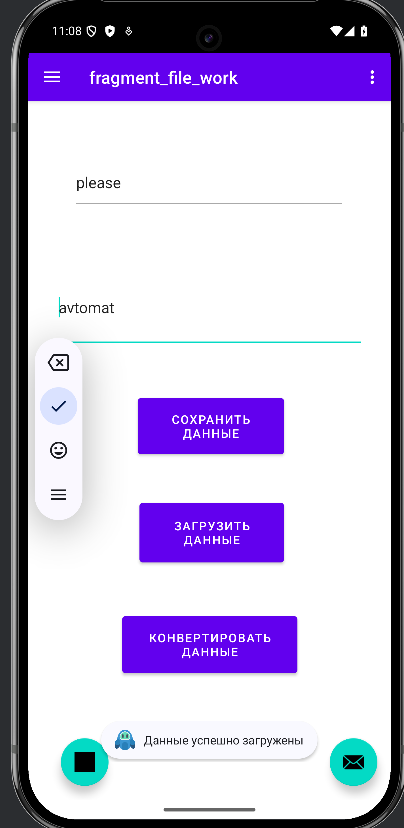 11:08
fragment_file_work
please
avtomat
СОХРАНИТЬ
ДАННЫЕ
ЗАГРУЗИТЬ
ДАННЫЕ
КОНВЕРТИРОВАТЬ
ДАННЫЕ
Данные успешно загружены